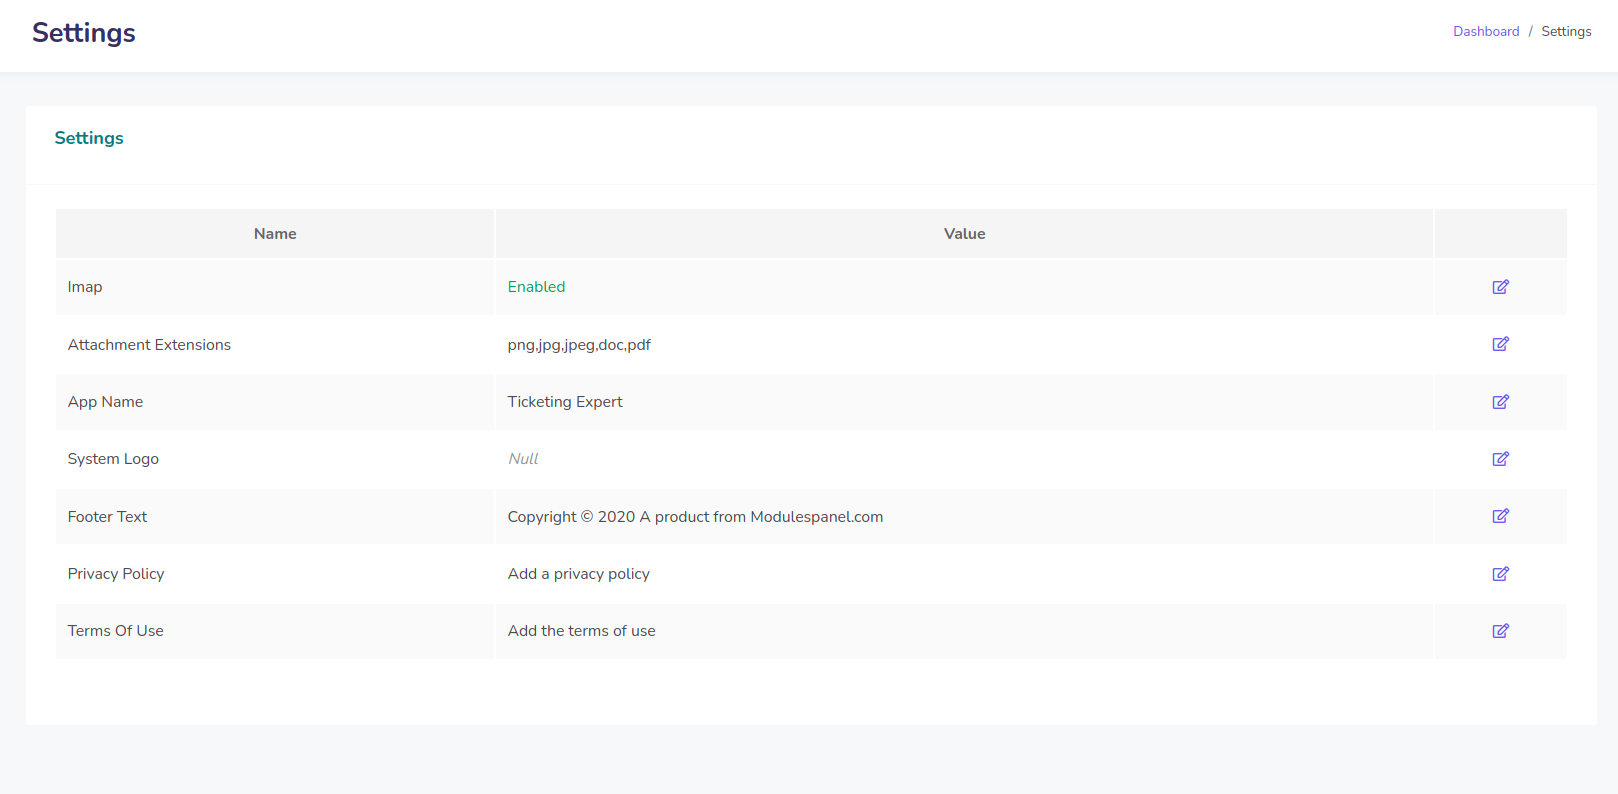 Settings
Dashboard / Settings
Settings
Name Value
Imap Enabled
Attachment Extensions png,jpg,jpeg,doc,pdf
App Name Ticketing Expert
System Logo Null
Footer Text Copyright © 2020 A product from Modulespanel.com
Privacy Policy Add a privacy policy
Terms Of Use Add the terms of use